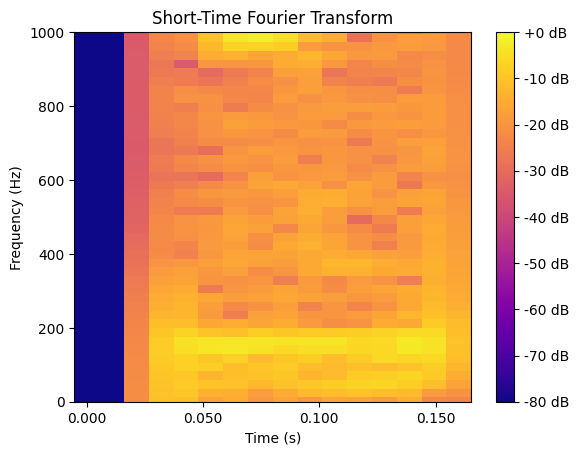 Short-Time Fourier Transform
1000
800
600
400
200
0
Frequency (Hz)
0.000
0.050
0.100
0.150
Time (s)
+0 dB
-10 dB
-20 dB
-30 dB
-40 dB
-50 dB
-60 dB
-70 dB
-80 dB